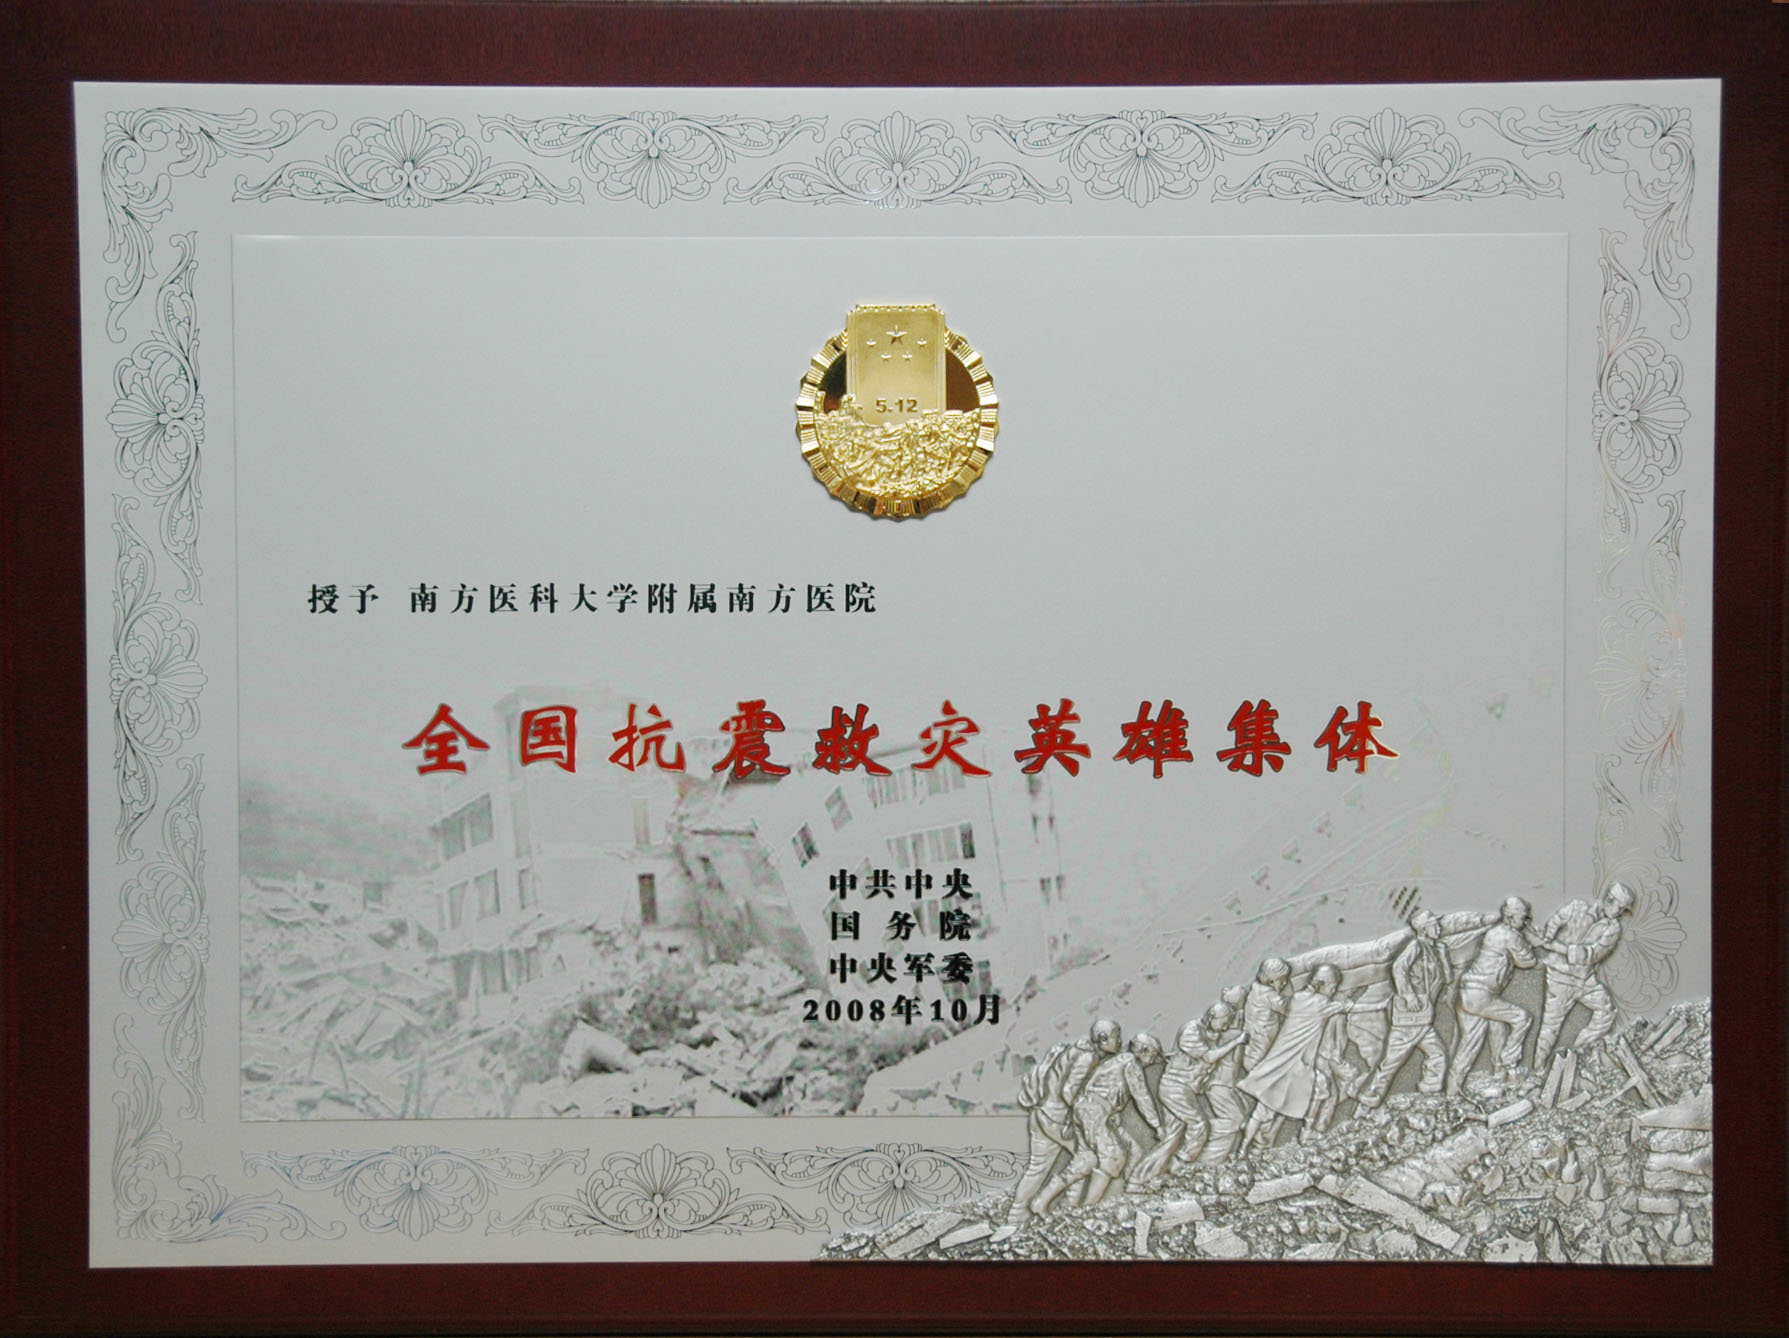 5.12
授予 南方医科大学附属南方医院
全国抗震救灾英雄集体
中共中央
国务院
中央军委
2008年10月